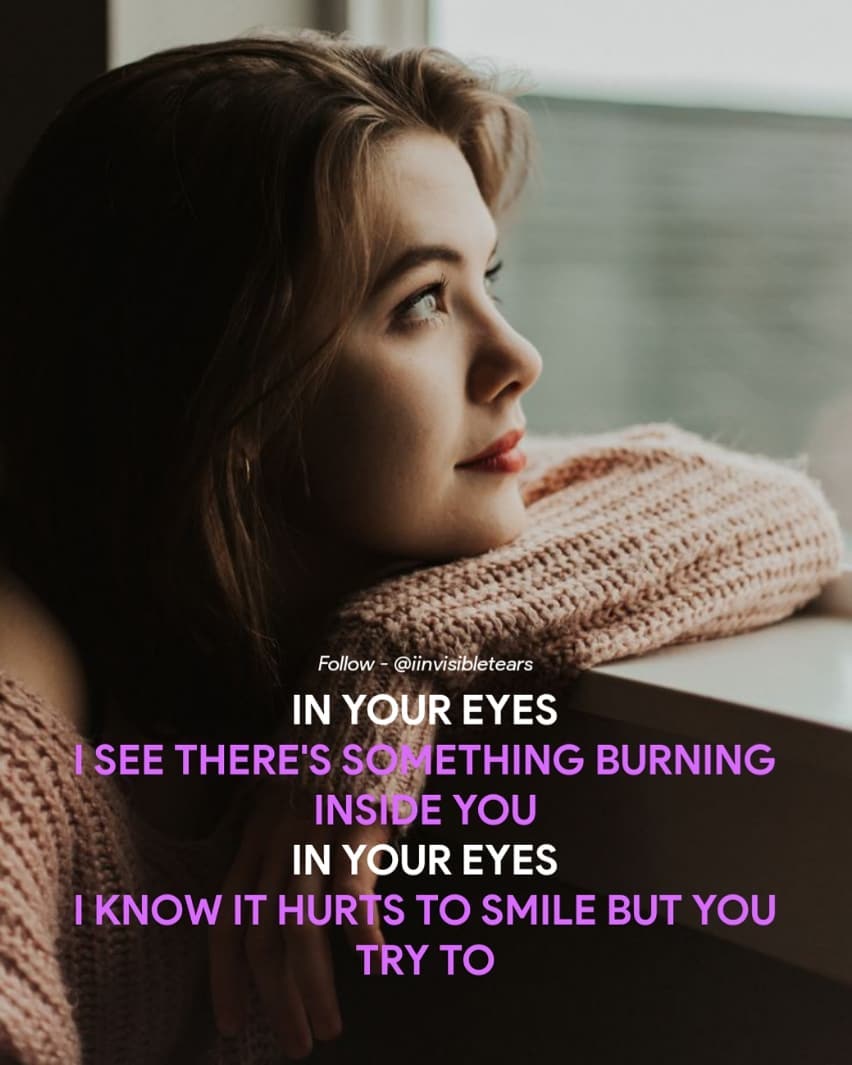 Follow - @iinvisibletears
IN YOUR EYES
I SEE THERE'S SOMETHING BURNING
INSIDE YOU
IN YOUR EYES
I KNOW IT HURTS TO SMILE BUT YOU
TRY TO